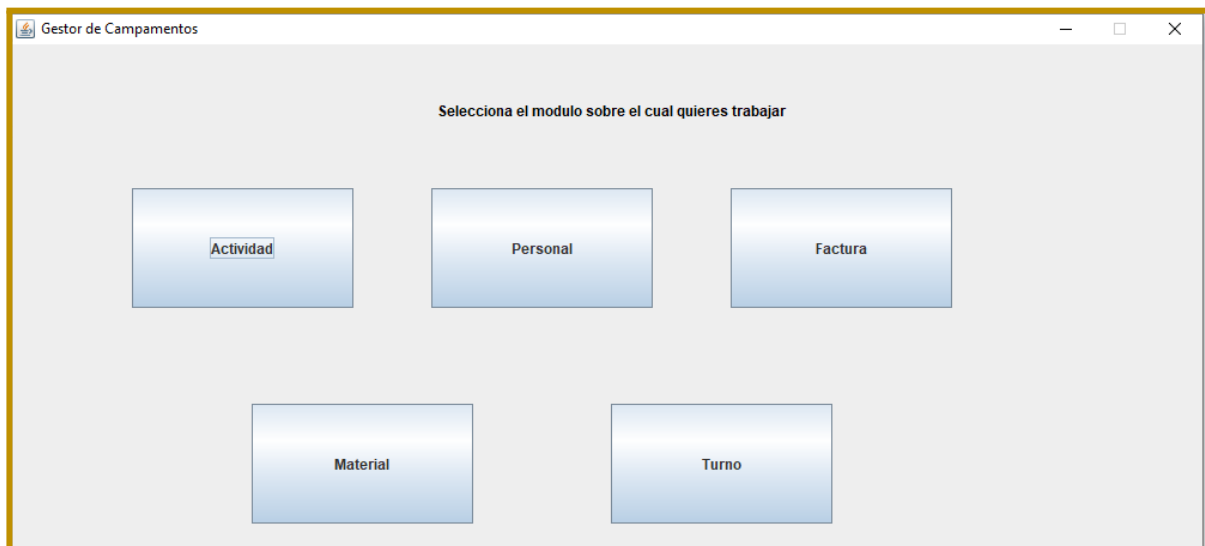 Gestor de Campamentos
Selecciona el modulo sobre el cual quieres trabajar
Actividad
Personal
Factura
Material
Turno